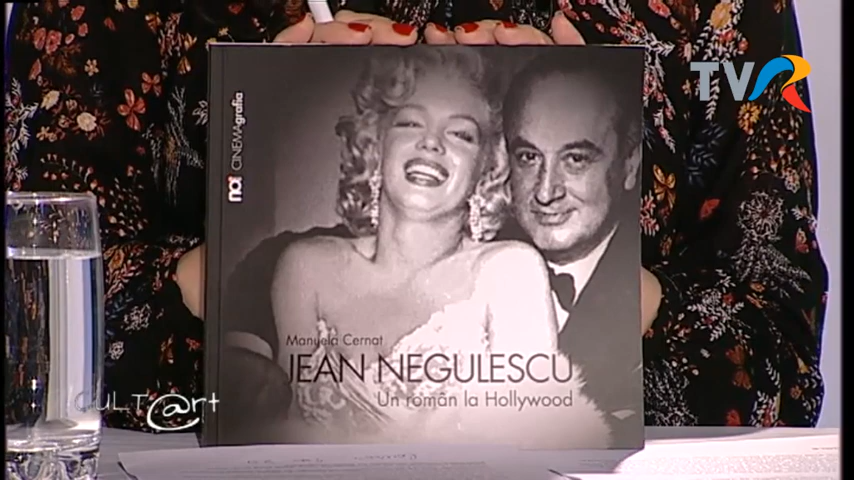 TVR
noi CINEMAgrafia
Manuela Cernat
JEAN NEGULESCU
Un român la Hollywood
CULT@rt